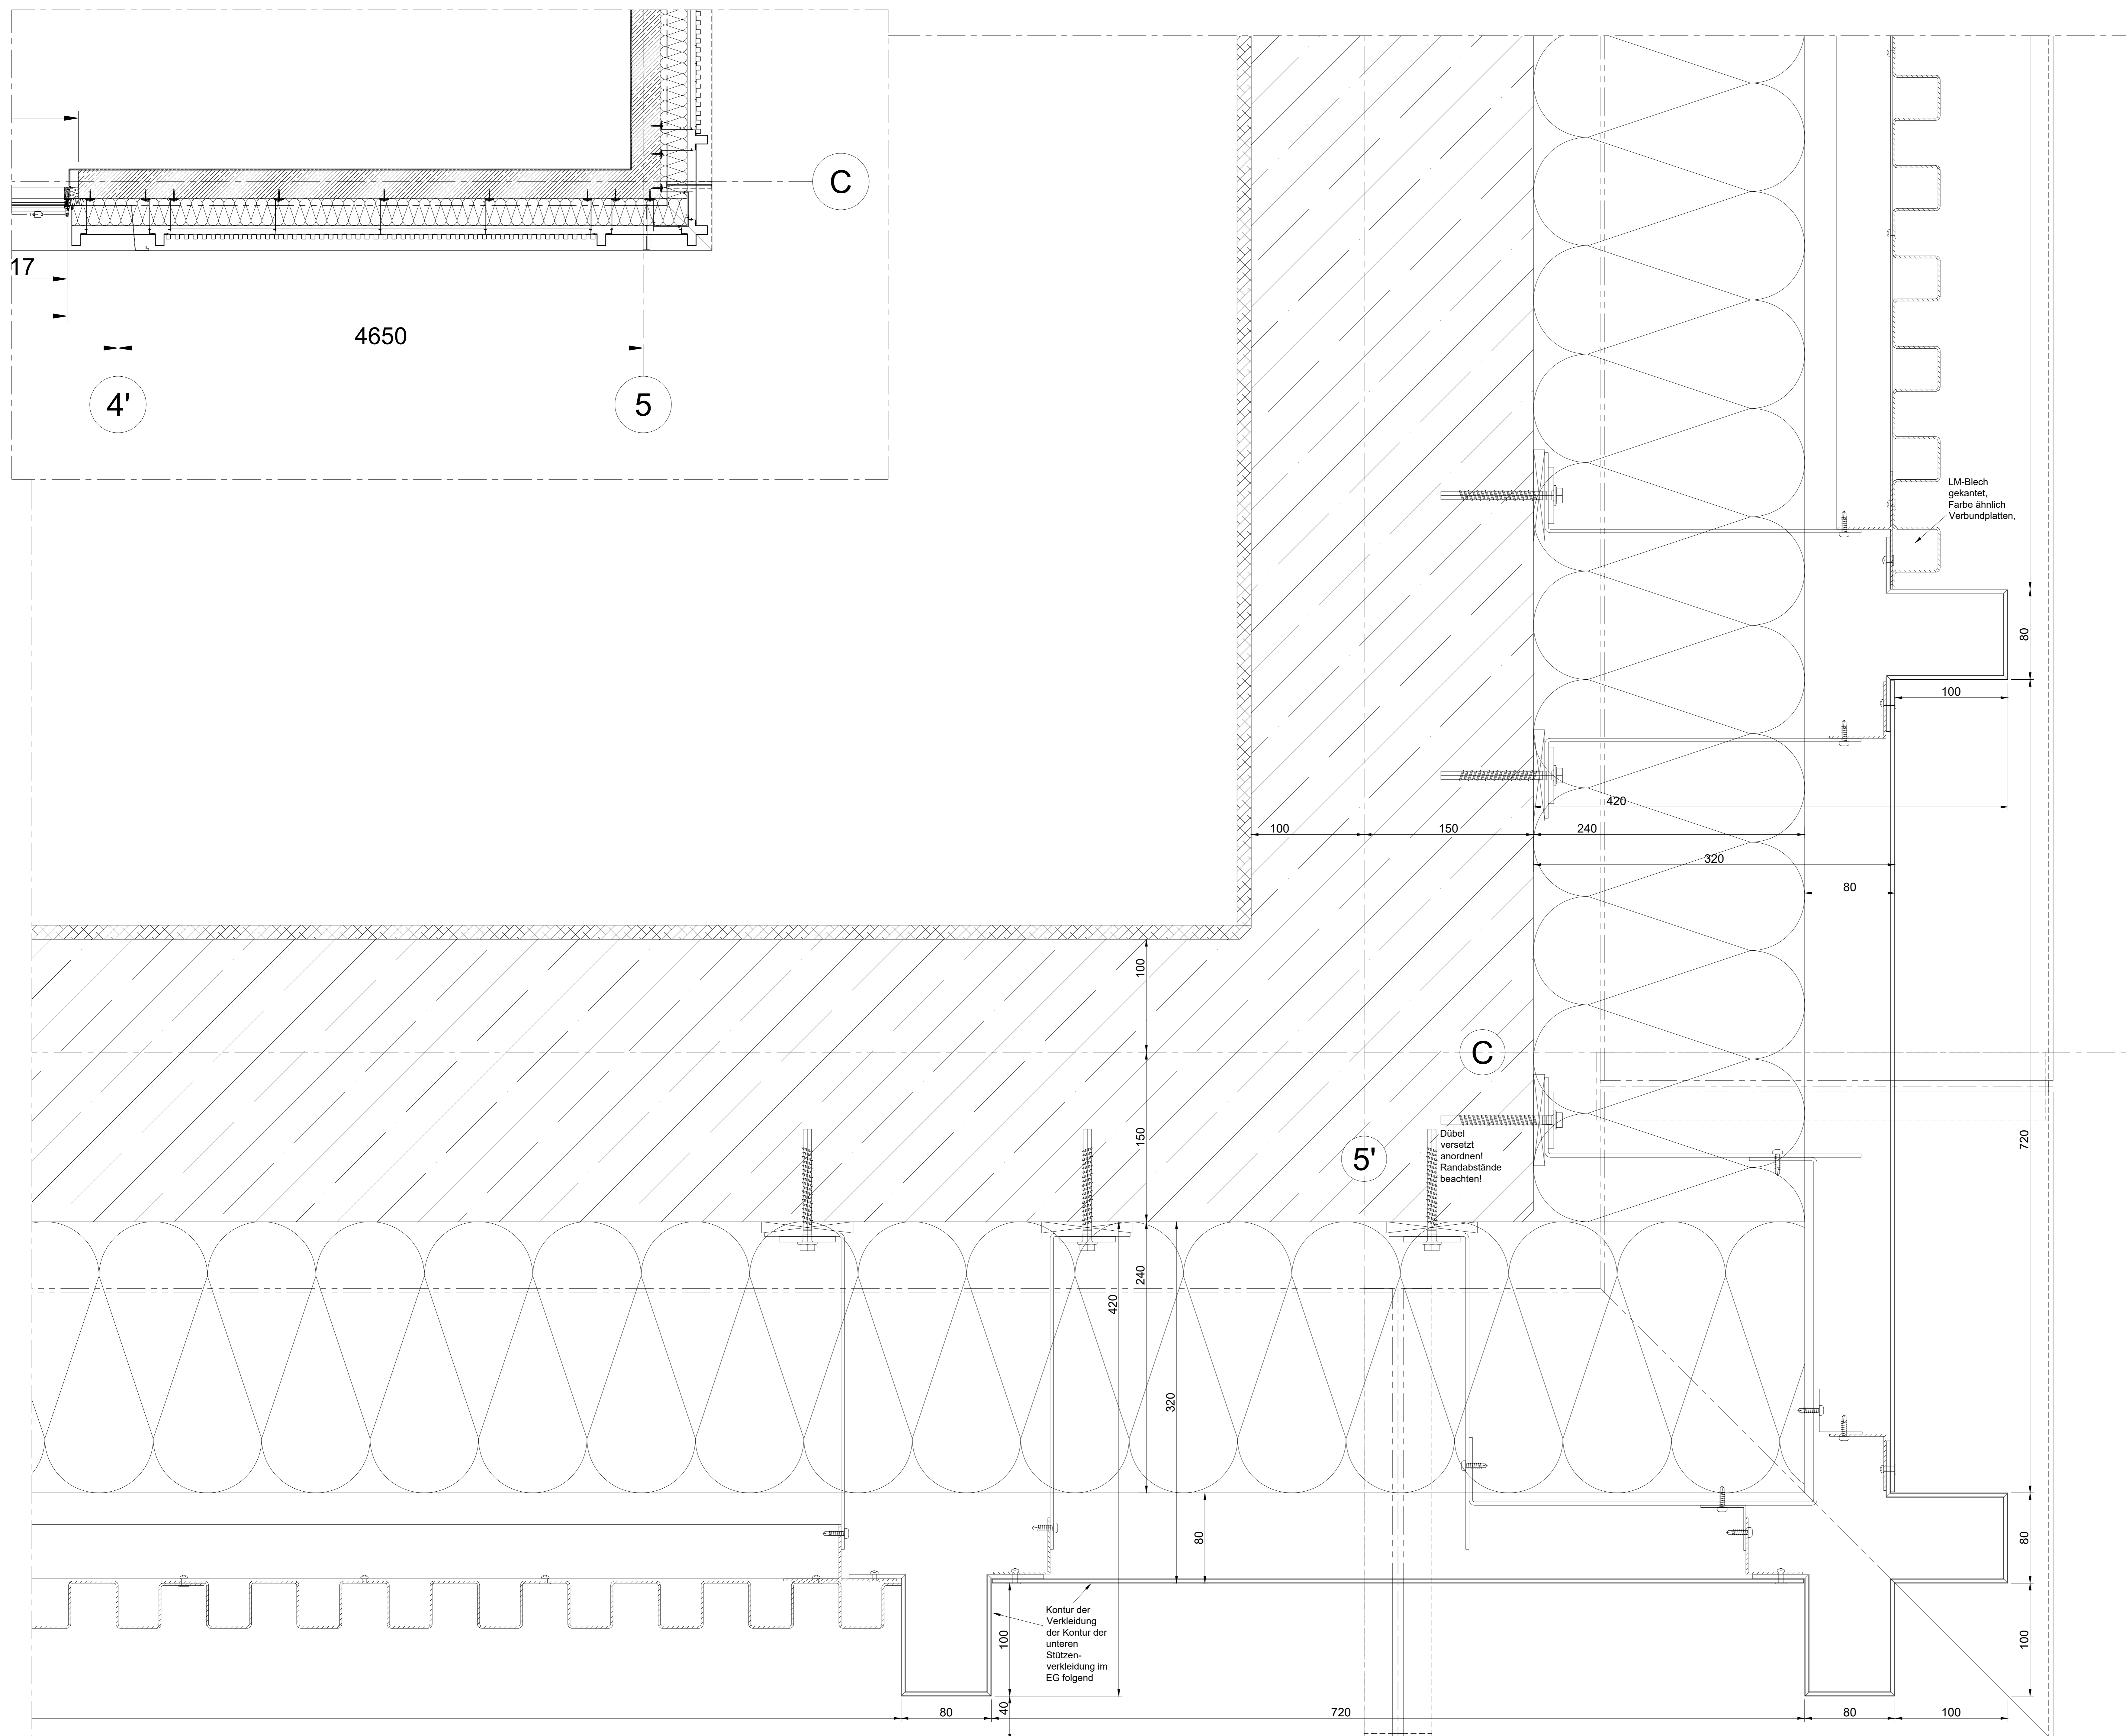 C
17
4650
4'
5
LM-Blech
gekantet,
Farbe ähnlich
Verbundplatten,
80
100
420
100
150
240
320
80
100
C
150
720
5'
Dübel
versetzt
anordnen!
Randabstände
beachten!
240
420
320
80
80
Kontur der
Verkleidung
der Kontur der
unteren
Stützen-
verkleidung im
EG folgend
100
100
40
80
720
80
100